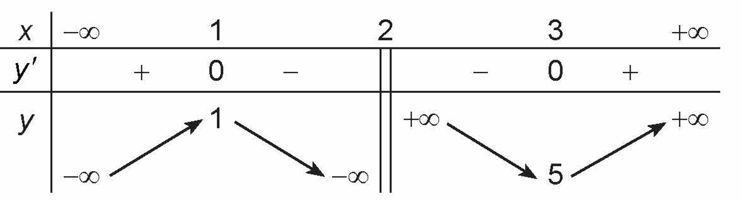 x −∞ 1 2 3 +∞
y′ + 0 − − 0 +
y −∞ 1 −∞ +∞ 5 +∞